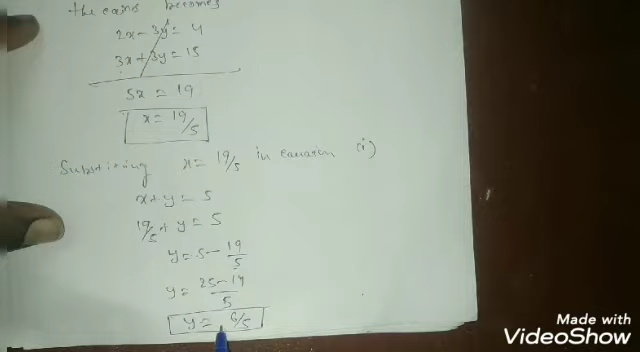 the eqns becomes
2x - 3y = 4
3x + 3y = 15
5x = 19
x = 19/5
Substituing x = 19/5 in equation (i)
x + y = 5
19/5 + y = 5
y = 5 - 19/5
y = 25-19/5
y = 6/5
Made with
VideoShow